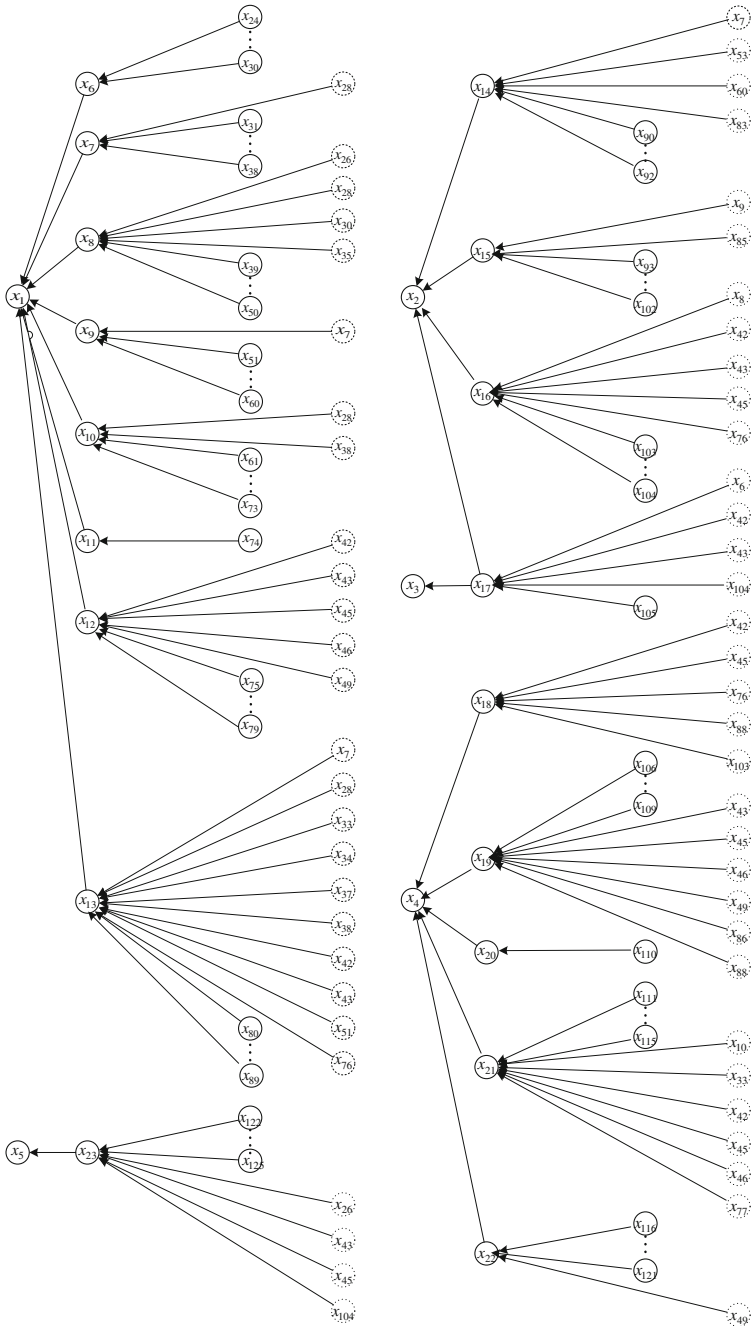 x24
x30
x6
x28
x31
x7
x38
x26
x28
x8
x30
x35
x39
x50
x1
x9
x7
x51
x60
x28
x10
x38
x61
x73
x11
x74
x42
x43
x12
x45
x46
x49
x75
x79
x7
x28
x33
x34
x37
x13
x38
x42
x43
x51
x80
x76
x89
x122
x5
x23
x125
x26
x43
x45
x104
x7
x53
x14
x60
x83
x90
x92
x9
x85
x15
x93
x102
x2
x8
x42
x43
x16
x45
x76
x103
x104
x6
x42
x43
x3
x17
x104
x105
x42
x45
x18
x76
x88
x103
x106
x109
x43
x45
x19
x46
x49
x4
x86
x20
x110
x88
x111
x115
x10
x21
x33
x42
x45
x46
x77
x116
x22
x121
x49